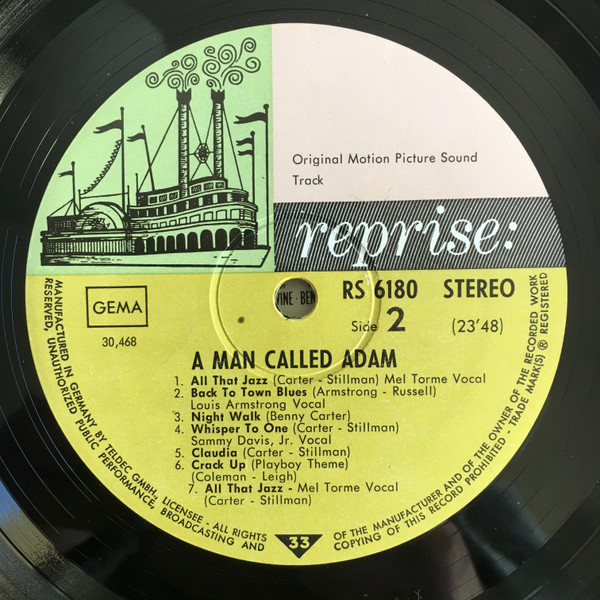 Original Motion Picture Sound
Track
reprise:
GEMA
30,468
INE · BEN
RS 6180 STEREO
Side 2 (23'48)
A MAN CALLED ADAM
1. All That Jazz (Carter - Stillman) Mel Torme Vocal
2. Back To Town Blues (Armstrong - Russell)
Louis Armstrong Vocal
3. Night Walk (Benny Carter)
4. Whisper To One (Carter - Stillman)
Sammy Davis, Jr. Vocal
5. Claudia (Carter - Stillman)
6. Crack Up (Playboy Theme)
(Coleman - Leigh)
7. All That Jazz - Mel Torme Vocal
(Carter - Stillman)
33
MANUFACTURED IN GERMANY BY TELDEC GMBH, LICENSEE - ALL RIGHTS OF THE MANUFACTURER AND OF THE OWNER OF THE RECORDED WORK
RESERVED, UNAUTHORIZED PUBLIC PERFORMANCE, BROADCASTING AND COPYING OF THIS RECORD PROHIBITED - TRADE MARK(S) ® REGISTERED